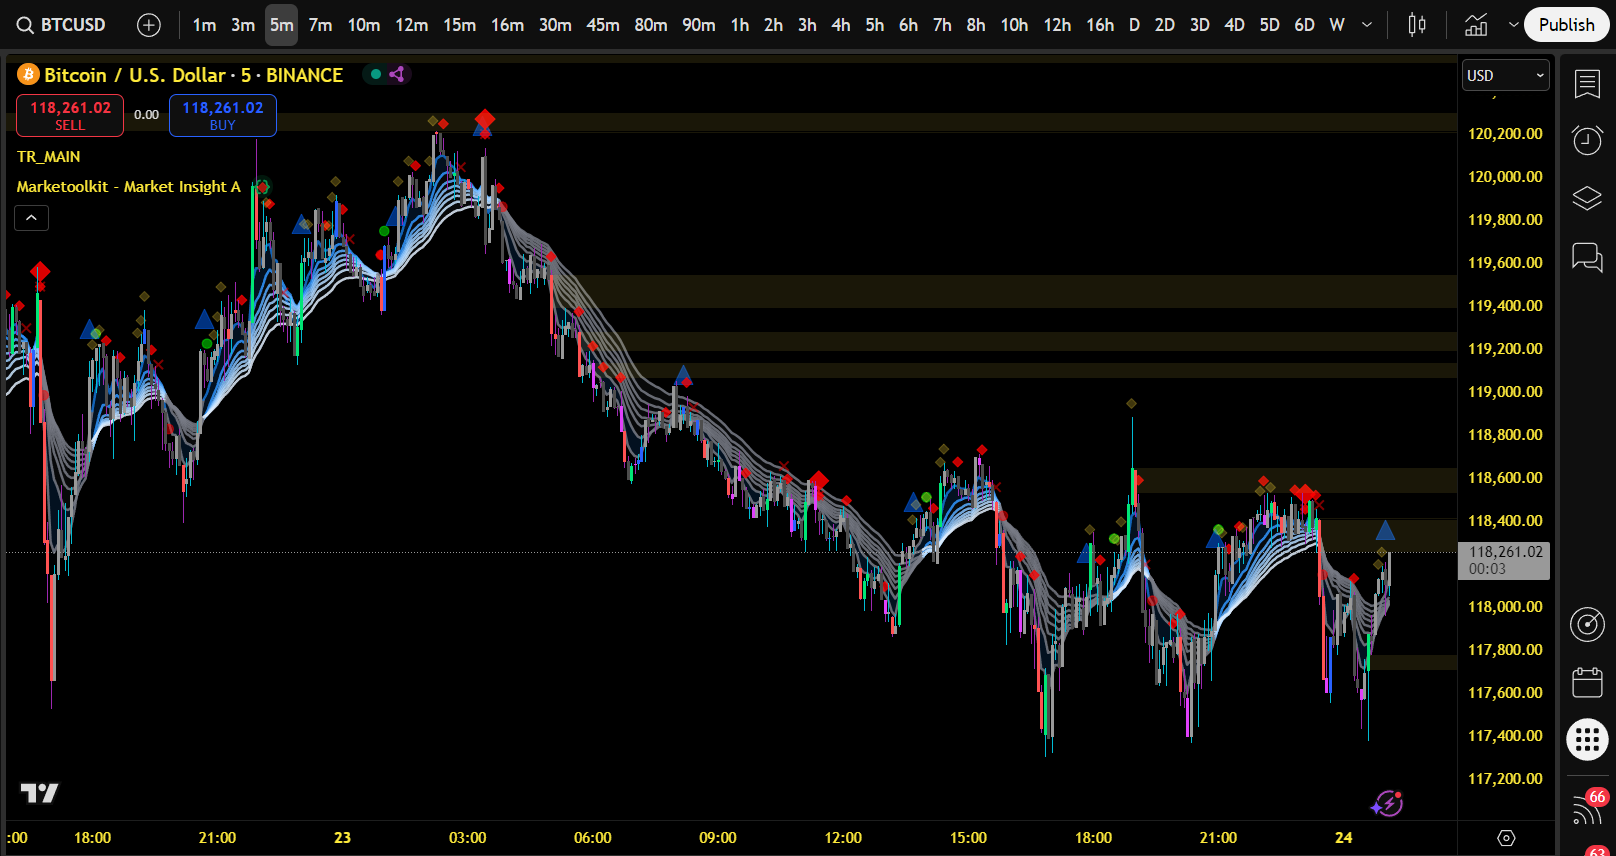 BTCUSD 1m 3m 5m 7m 10m 12m 15m 16m 30m 45m 80m 90m 1h 2h 3h 4h 5h 6h 7h 8h 10h 12h 16h D 2D 3D 4D 5D 6D W Publish
Bitcoin / U.S. Dollar · 5 · BINANCE
USD
118,261.02
SELL
0.00
118,261.02
BUY
TR_MAIN
Marketoolkit - Market Insight A
120,200.00
120,000.00
119,800.00
119,600.00
119,400.00
119,200.00
119,000.00
118,800.00
118,600.00
118,400.00
118,261.02
00:03
118,000.00
117,800.00
117,600.00
117,400.00
117,200.00
66
:00 18:00 21:00 23 03:00 06:00 09:00 12:00 15:00 18:00 21:00 24